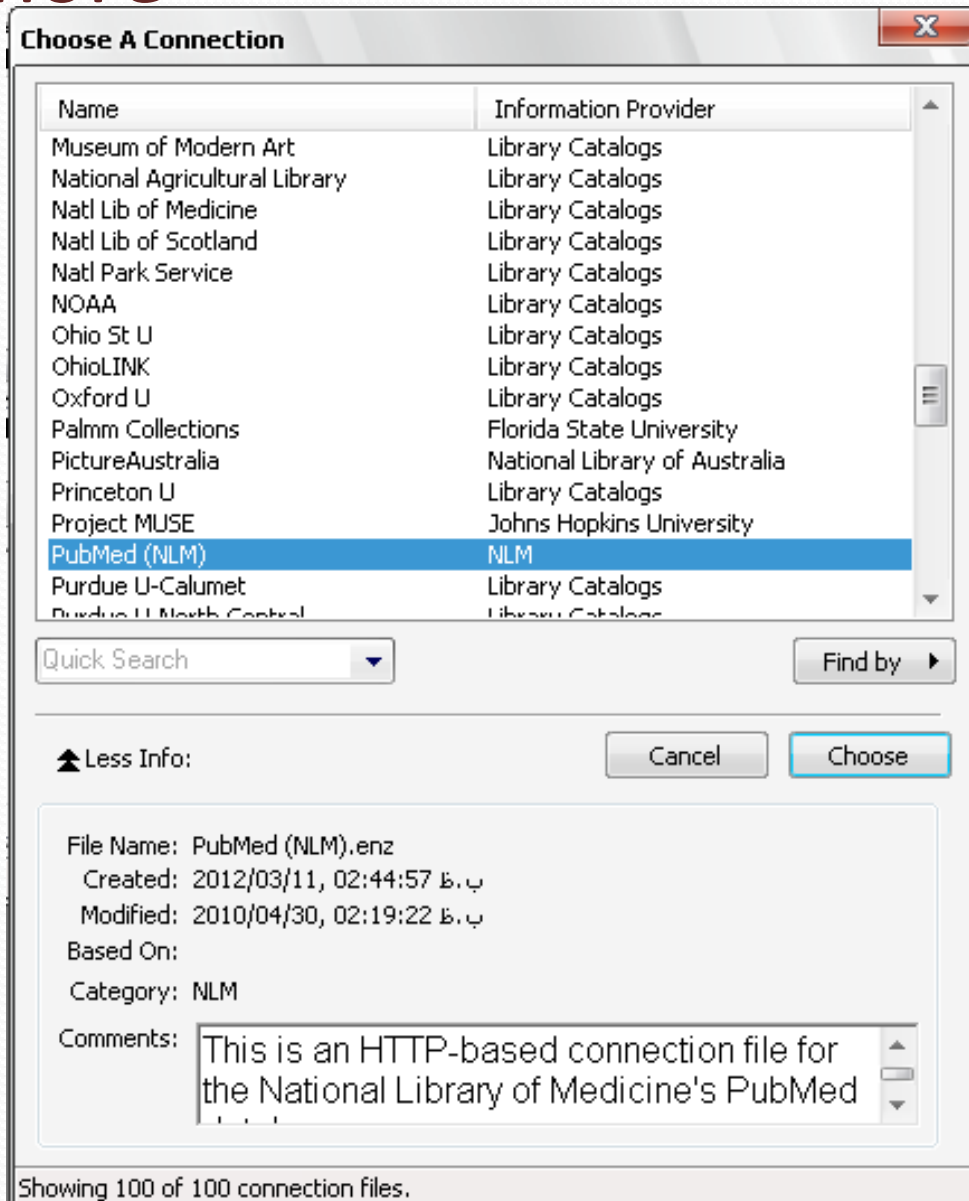 Choose A Connection
Name Information Provider
Museum of Modern Art Library Catalogs
National Agricultural Library Library Catalogs
Natl Lib of Medicine Library Catalogs
Natl Lib of Scotland Library Catalogs
Natl Park Service Library Catalogs
NOAA Library Catalogs
Ohio St U Library Catalogs
OhioLINK Library Catalogs
Oxford U Library Catalogs
Palmm Collections Florida State University
PictureAustralia National Library of Australia
Princeton U Library Catalogs
Project MUSE Johns Hopkins University
PubMed (NLM) NLM
Purdue U-Calumet Library Catalogs
Purdue U North Central Library Catalogs
Quick Search Find by
Less Info: Cancel Choose
File Name: PubMed (NLM).enz
Created: 2012/03/11, 02:44:57 ب.ظ
Modified: 2010/04/30, 02:19:22 ب.ظ
Based On:
Category: NLM
Comments: This is an HTTP-based connection file for
the National Library of Medicine's PubMed
Showing 100 of 100 connection files.